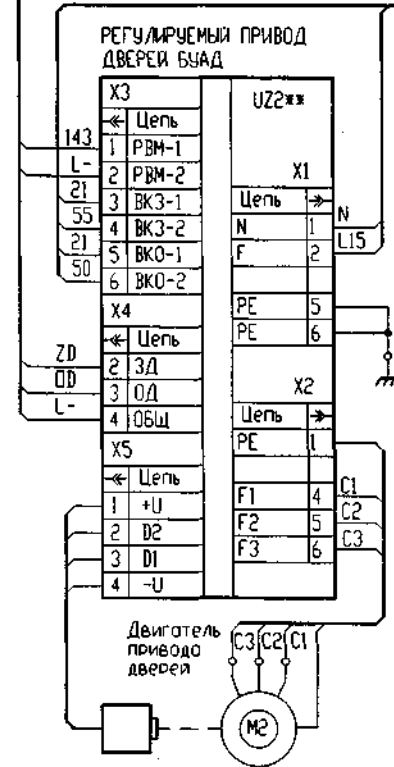 РЕГУЛИРУЕМЫЙ ПРИВОД
ДВЕРЕЙ БУАД
X3
UZ2**
Цепь
143 1 РВМ-1
L- 2 РВМ-2
21 3 ВКЗ-1
55 4 ВКЗ-2
21 5 ВКО-1
50 6 ВКО-2
X1
Цепь
N 1 N
F 2 L15
PE 5
PE 6
X4
Цепь
ZD 2 ЗД
OD 3 ОД
L- 4 ОБЩ
X2
Цепь
PE 1
F1 4 C1
F2 5 C2
F3 6 C3
X5
Цепь
1 +U
2 D2
3 D1
4 -U
Двигатель
привода
дверей
C3 C2 C1
M2